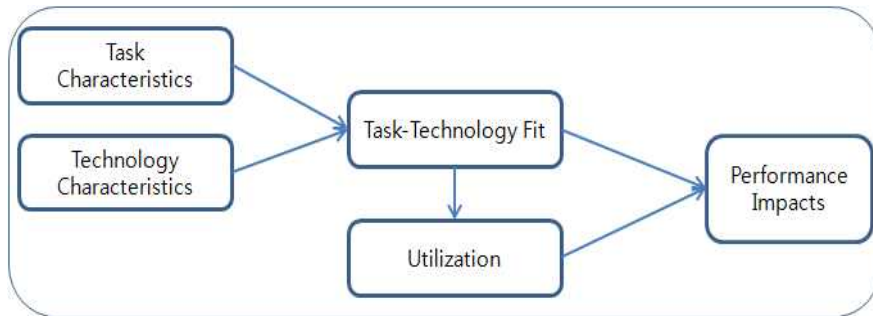 Task
Characteristics
Technology
Characteristics
Task-Technology Fit
Utilization
Performance
Impacts